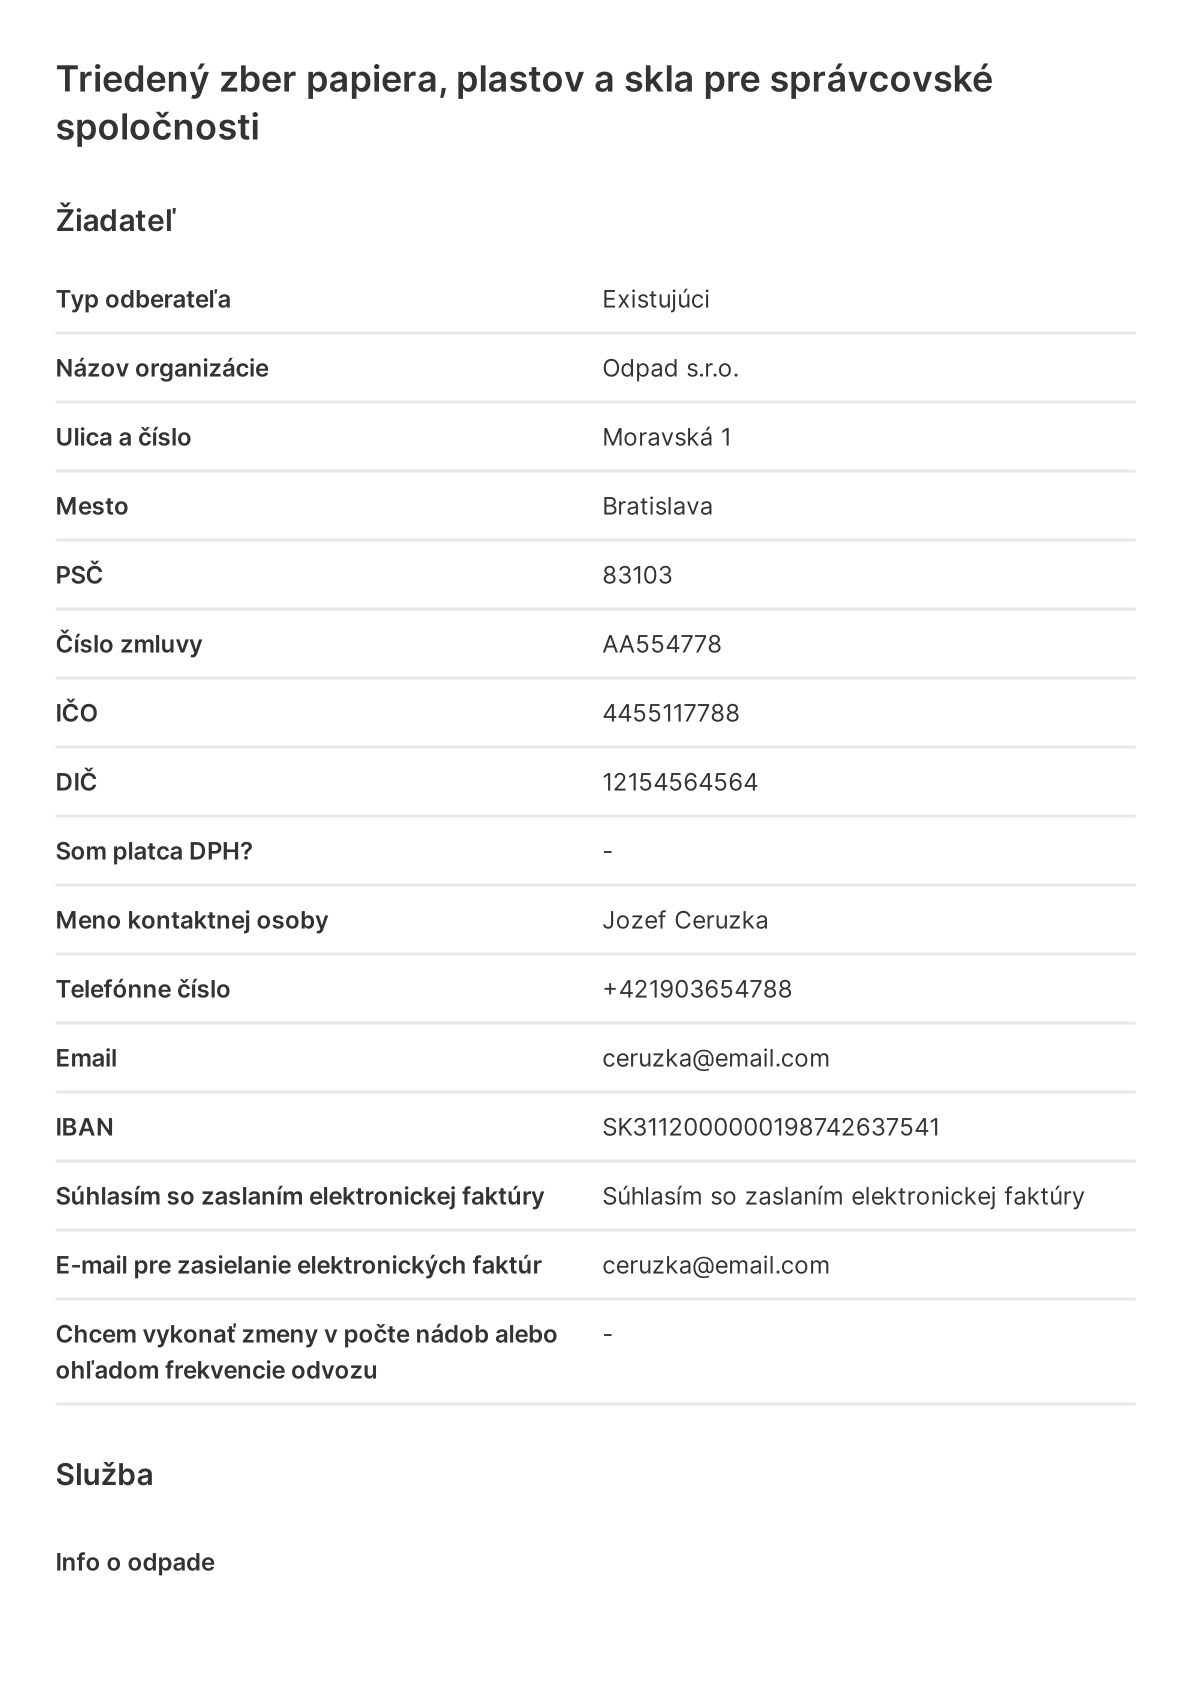 Triedený zber papiera, plastov a skla pre správcovské
spoločnosti
Žiadateľ
Typ odberateľa Existujúci
Názov organizácie Odpad s.r.o.
Ulica a číslo Moravská 1
Mesto Bratislava
PSČ 83103
Číslo zmluvy AA554778
IČO 4455117788
DIČ 12154564564
Som platca DPH? -
Meno kontaktnej osoby Jozef Ceruzka
Telefónne číslo +421903654788
Email ceruzka@email.com
IBAN SK3112000000198742637541
Súhlasím so zaslaním elektronickej faktúry Súhlasím so zaslaním elektronickej faktúry
E-mail pre zasielanie elektronických faktúr ceruzka@email.com
Chcem vykonať zmeny v počte nádob alebo -
ohľadom frekvencie odvozu
Služba
Info o odpade